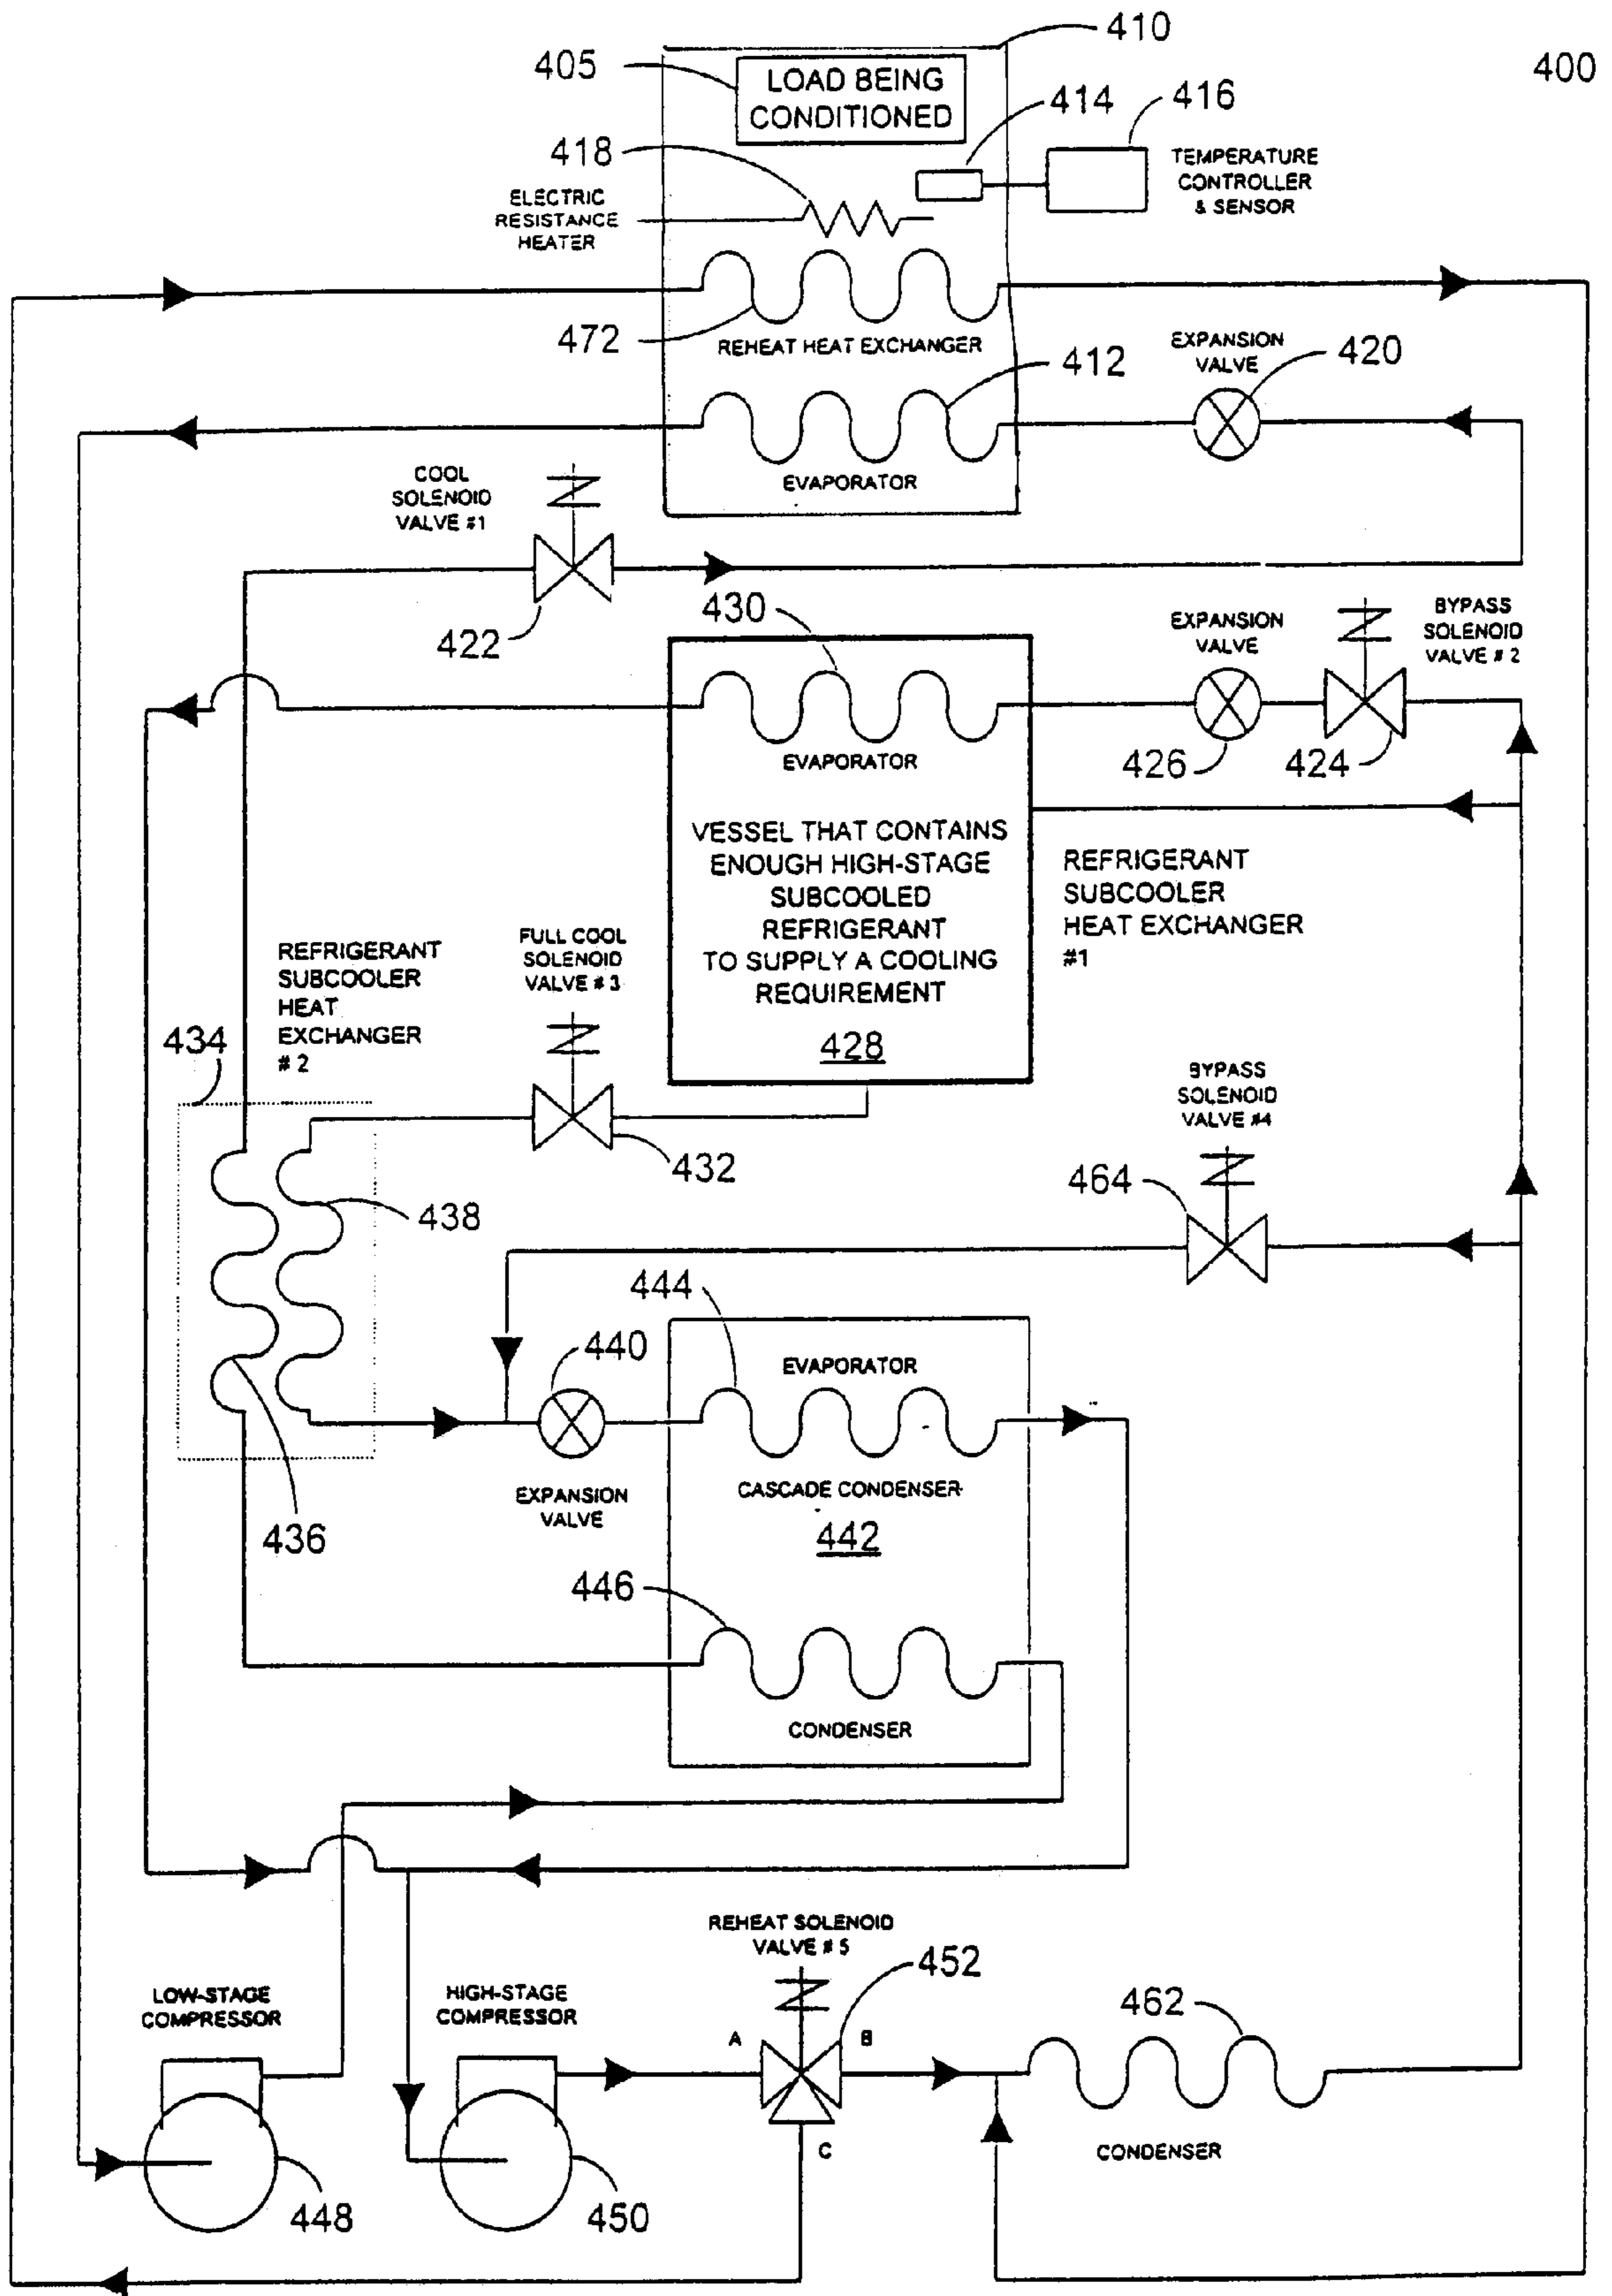 410
405
LOAD BEING
CONDITIONED
400
414
416
418
TEMPERATURE
CONTROLLER
& SENSOR
ELECTRIC
RESISTANCE
HEATER
472
REHEAT HEAT EXCHANGER
412
EXPANSION
VALVE
420
EVAPORATOR
COOL
SOLENOID
VALVE #1
422
430
EXPANSION
VALVE
BYPASS
SOLENOID
VALVE # 2
EVAPORATOR
426
424
VESSEL THAT CONTAINS
ENOUGH HIGH-STAGE
SUBCOOLED
REFRIGERANT
TO SUPPLY A COOLING
REQUIREMENT
428
REFRIGERANT
SUBCOOLER
HEAT EXCHANGER
#1
REFRIGERANT
SUBCOOLER
HEAT
EXCHANGER
# 2
FULL COOL
SOLENOID
VALVE # 3
434
432
438
BYPASS
SOLENOID
VALVE #4
464
444
440
EVAPORATOR
EXPANSION
VALVE
CASCADE CONDENSER
442
436
446
CONDENSER
REHEAT SOLENOID
VALVE # 5
452
LOW-STAGE
COMPRESSOR
HIGH-STAGE
COMPRESSOR
462
A
B
C
CONDENSER
448
450